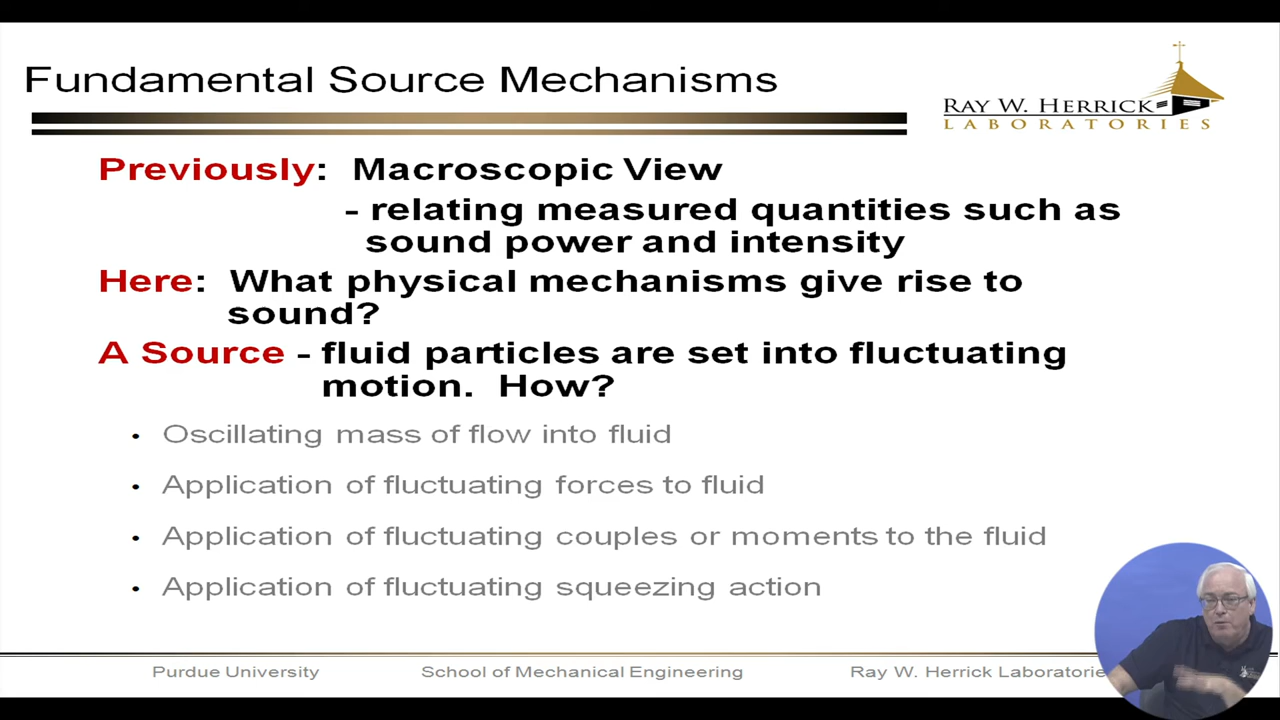 Fundamental Source Mechanisms
RAY W. HERRICK
LABORATORIES
Previously: Macroscopic View
- relating measured quantities such as
sound power and intensity
Here: What physical mechanisms give rise to
sound?
A Source - fluid particles are set into fluctuating
motion. How?
• Oscillating mass of flow into fluid
• Application of fluctuating forces to fluid
• Application of fluctuating couples or moments to the fluid
• Application of fluctuating squeezing action
Purdue University School of Mechanical Engineering Ray W. Herrick Laboratorie